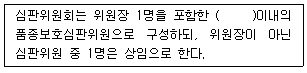 심판위원회는 위원장 1명을 포함한 (    )이내의
품종보호심판위원으로 구성하되, 위원장이 아닌
심판위원 중 1명은 상임으로 한다.